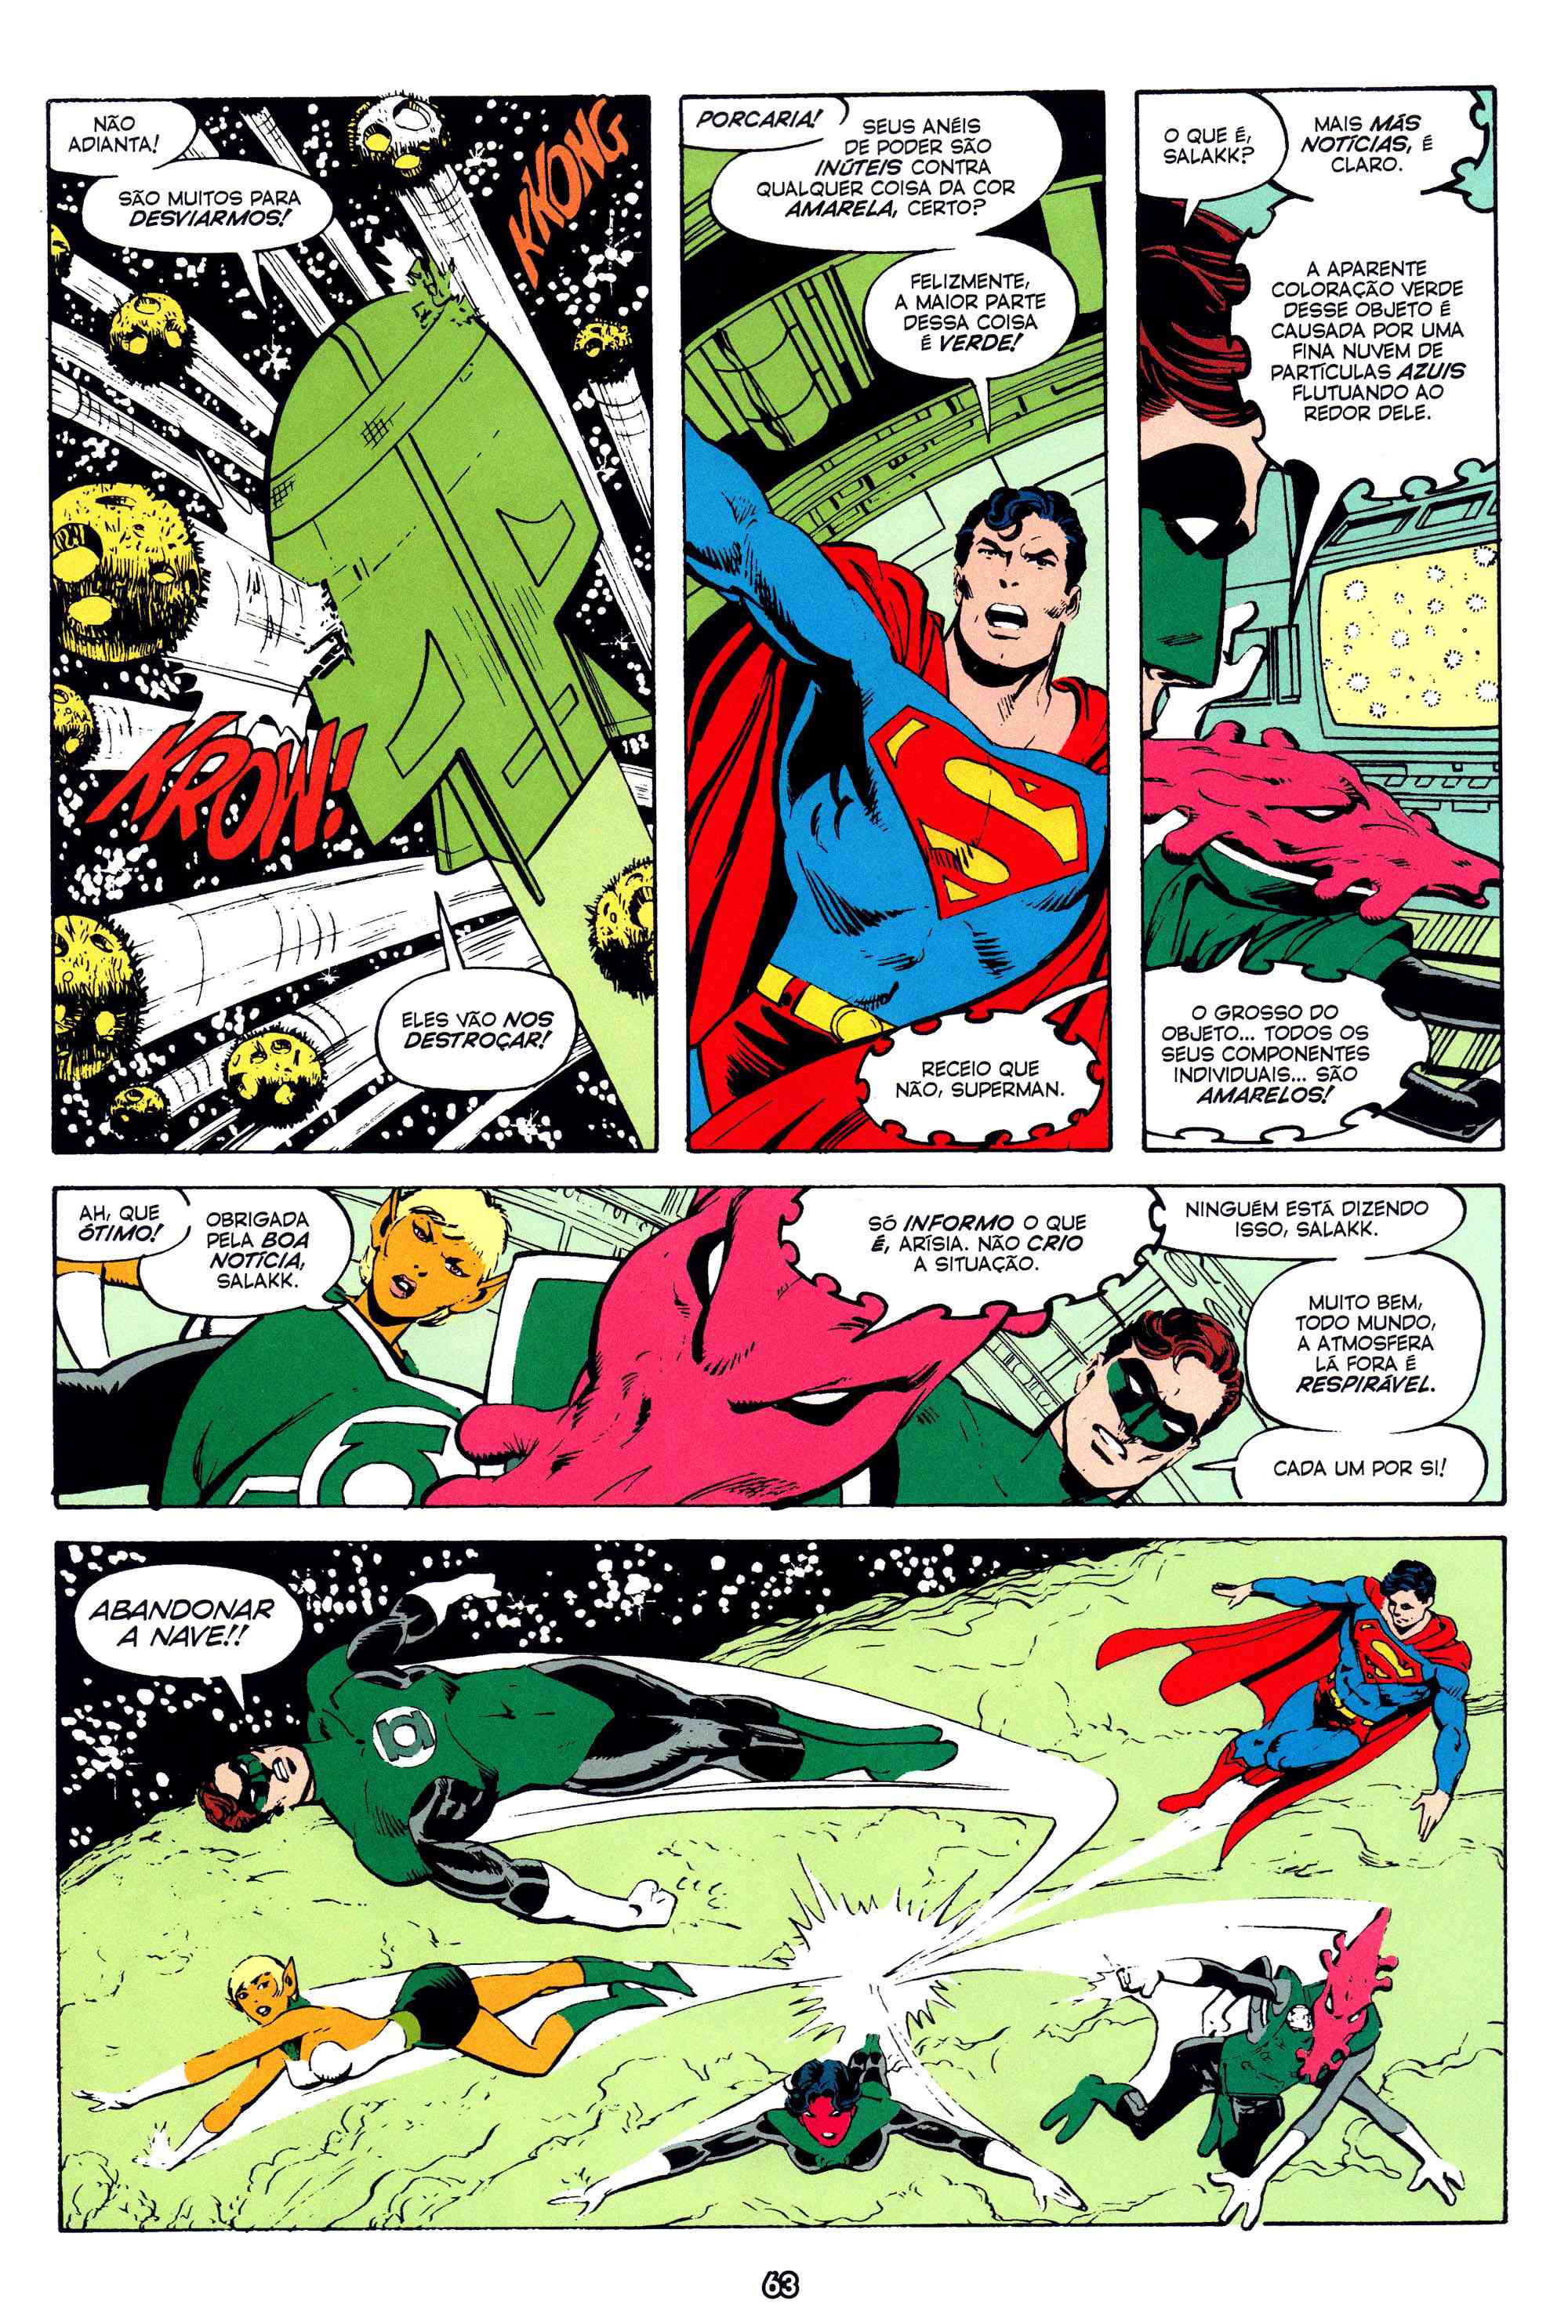 NÃO
ADIANTA!
SÃO MUITOS PARA
DESVIARMOS!
KKONG
KROW!
ELES VÃO NOS
DESTROÇAR!
PORCARIA!
SEUS ANÉIS
DE PODER SÃO
INÚTEIS CONTRA
QUALQUER COISA DA COR
AMARELA, CERTO?
FELIZMENTE,
A MAIOR PARTE
DESSA COISA
É VERDE!
RECEIO QUE
NÃO, SUPERMAN.
O QUE É,
SALAKK?
MAIS MÁS
NOTÍCIAS, É
CLARO.
A APARENTE
COLORAÇÃO VERDE
DESSE OBJETO É
CAUSADA POR UMA
FINA NUVEM DE
PARTÍCULAS AZUIS
FLUTUANDO AO
REDOR DELE.
O GROSSO DO
OBJETO... TODOS OS
SEUS COMPONENTES
INDIVIDUAIS... SÃO
AMARELOS!
AH, QUE
ÓTIMO!
OBRIGADA
PELA BOA
NOTÍCIA,
SALAKK.
SÓ INFORMO O QUE
É, ARÍSIA. NÃO CRIO
A SITUAÇÃO.
NINGUÉM ESTÁ DIZENDO
ISSO, SALAKK.
MUITO BEM,
TODO MUNDO,
A ATMOSFERA
LÁ FORA É
RESPIRÁVEL.
CADA UM POR SI!
ABANDONAR
A NAVE!!
63